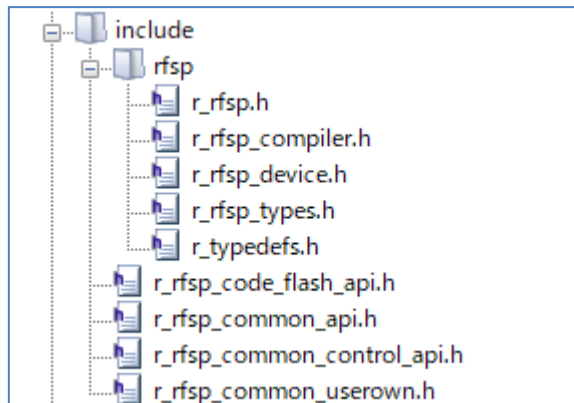 include
rfsp
r_rfsp.h
r_rfsp_compiler.h
r_rfsp_device.h
r_rfsp_types.h
r_typedefs.h
r_rfsp_code_flash_api.h
r_rfsp_common_api.h
r_rfsp_common_control_api.h
r_rfsp_common_userown.h